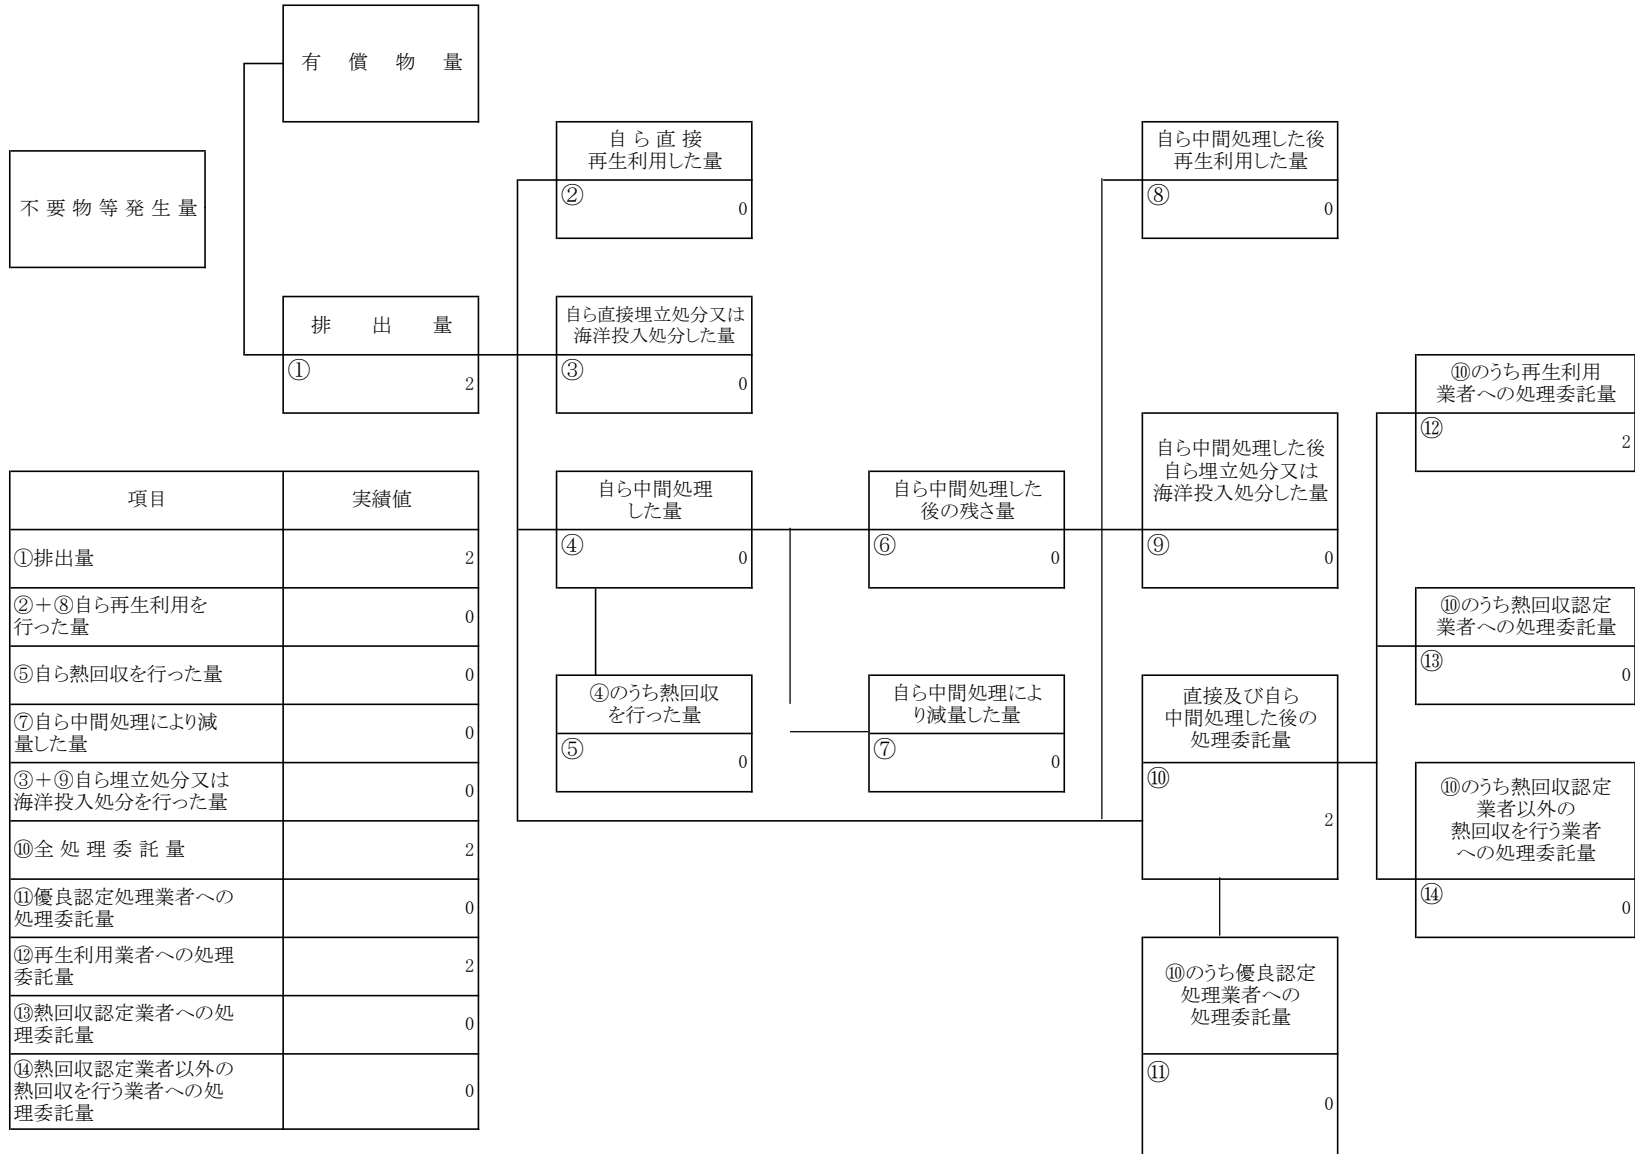 有 償 物 量
不 要 物 等 発 生 量
自 ら 直 接
再生利用した量
②
0
自ら中間処理した後
再生利用した量
⑧
0
排 出 量
①
2
自ら直接埋立処分又は
海洋投入処分した量
③
0
⑩のうち再生利用
業者への処理委託量
⑫
2
自ら中間処理
した量
④
0
自ら中間処理した
後の残さ量
⑥
0
自ら中間処理した後
自ら埋立処分又は
海洋投入処分した量
⑨
0
⑩のうち熱回収認定
業者への処理委託量
⑬
0
④のうち熱回収
を行った量
⑤
0
自ら中間処理によ
り減量した量
⑦
0
直接及び自ら
中間処理した後の
処理委託量
⑩
2
⑩のうち熱回収認定
業者以外の
熱回収を行う業者
への処理委託量
⑭
0
⑩のうち優良認定
処理業者への
処理委託量
⑪
0
項目 実績値
①排出量 2
②＋⑧自ら再生利用を
行った量 0
⑤自ら熱回収を行った量 0
⑦自ら中間処理により減
量した量 0
③＋⑨自ら埋立処分又は
海洋投入処分を行った量 0
⑩全 処 理 委 託 量 2
⑪優良認定処理業者への
処理委託量 0
⑫再生利用業者への処理
委託量 2
⑬熱回収認定業者への処
理委託量 0
⑭熱回収認定業者以外の
熱回収を行う業者への処
理委託量 0